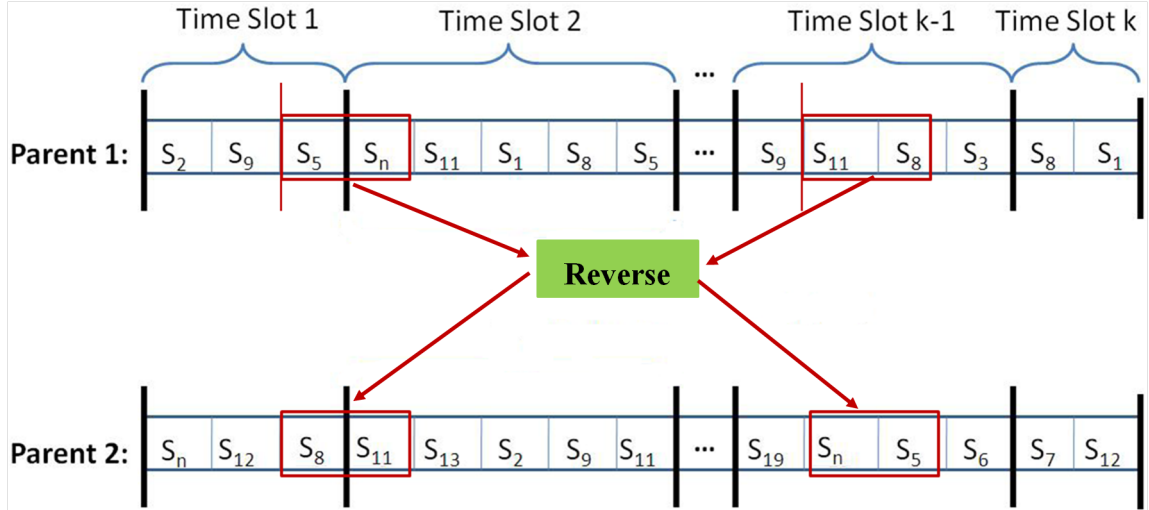 Time Slot 1 Time Slot 2 ... Time Slot k-1 Time Slot k
Parent 1: S2 S9 S5 Sn S11 S1 S8 S5 ... S9 S11 S8 S3 S8 S1
Reverse
Parent 2: Sn S12 S8 S11 S13 S2 S9 S11 ... S19 Sn S5 S6 S7 S12